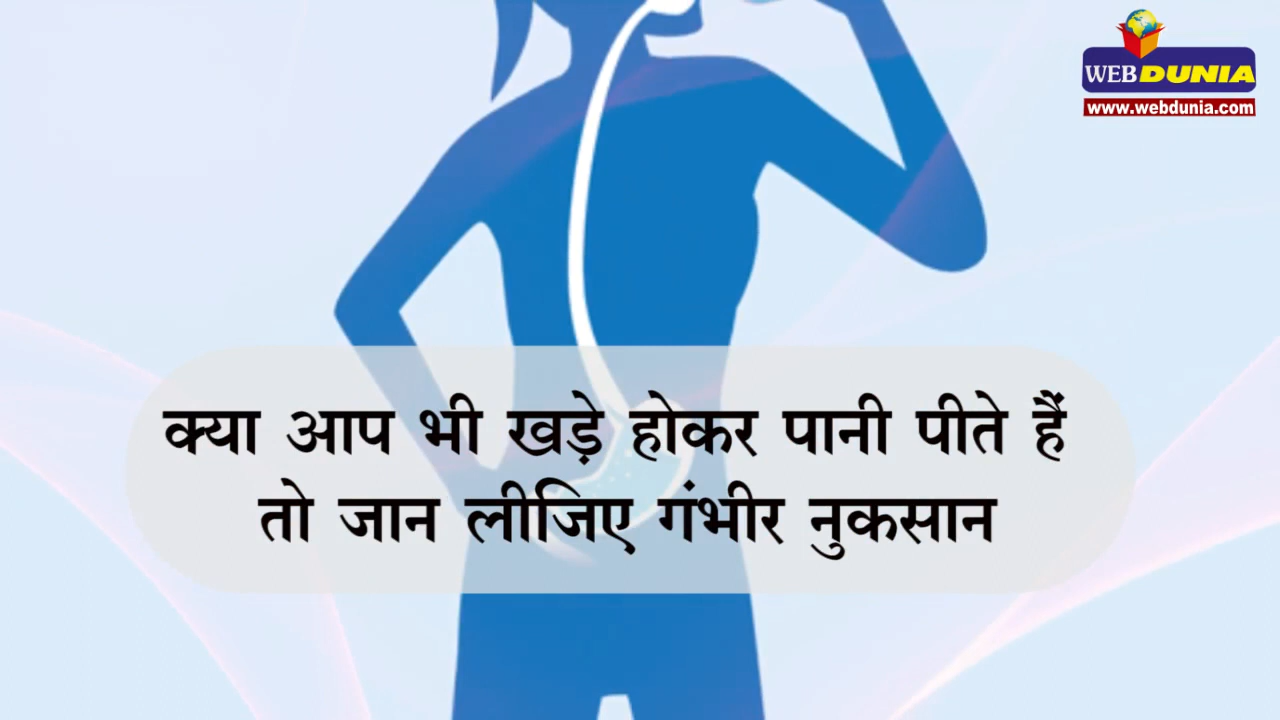 WEBDUNIA
www.webdunia.com
क्या आप भी खड़े होकर पानी पीते हैं
तो जान लीजिए गंभीर नुकसान